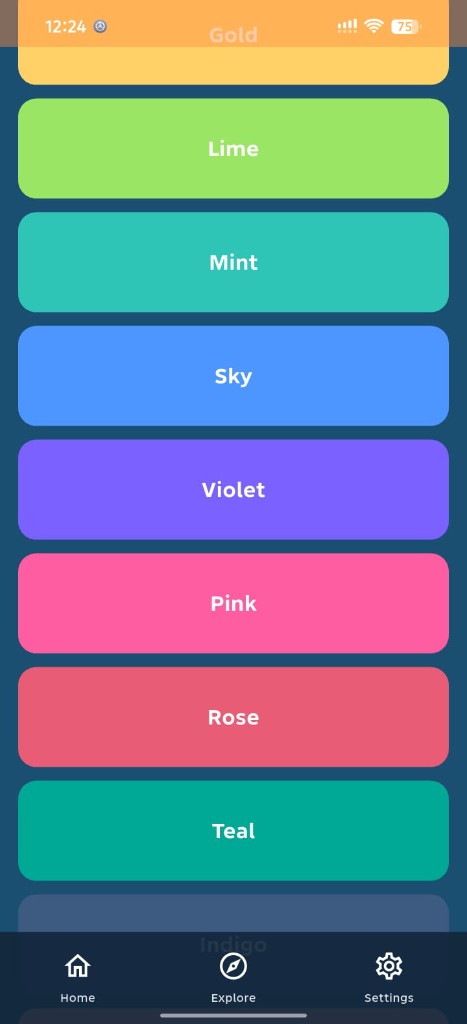 12:24
75
Gold
Lime
Mint
Sky
Violet
Pink
Rose
Teal
Indigo
Home
Explore
Settings